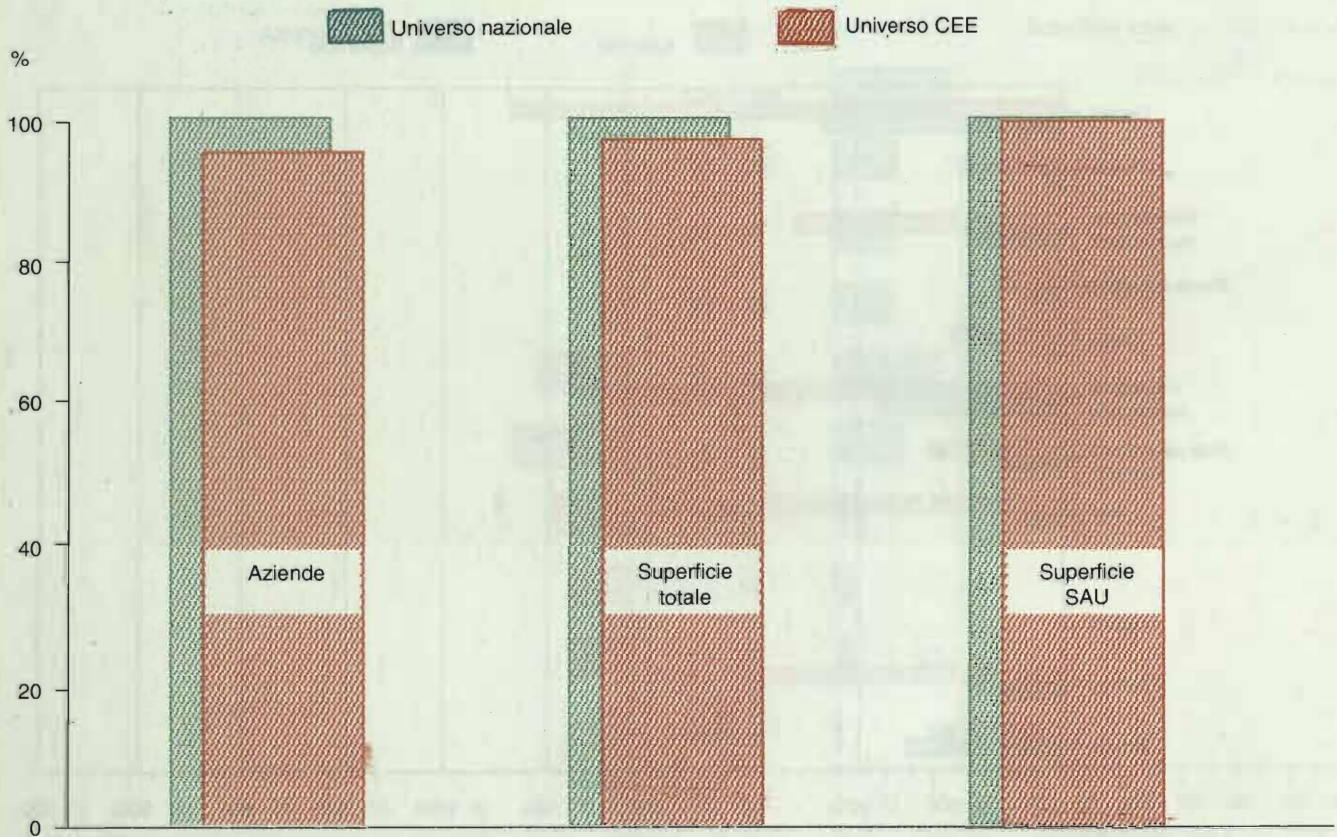 Universo nazionale
Universo CEE
%
100
80
60
40
20
0
Aziende
Superficie
totale
Superficie
SAU